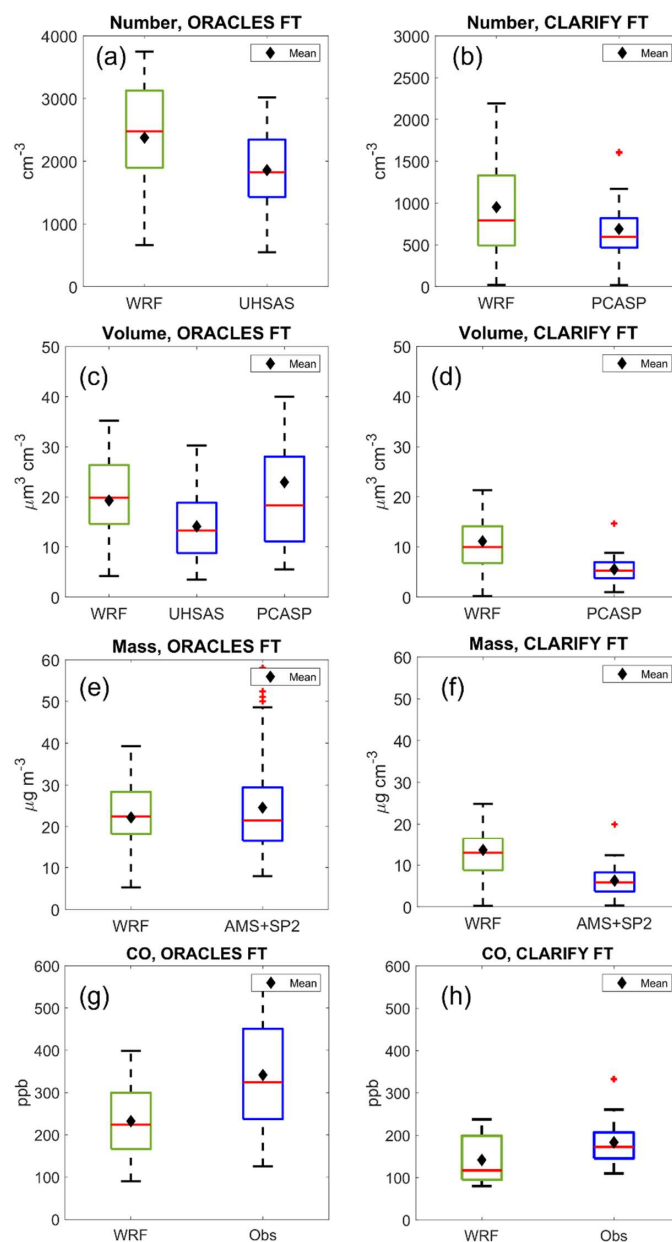 Number, ORACLES FT
(a)
Mean
4000
3000
2000
1000
0
cm-3
WRF
UHSAS
Number, CLARIFY FT
(b)
Mean
3000
2500
2000
1500
1000
500
0
cm-3
WRF
PCASP
Volume, ORACLES FT
(c)
Mean
50
40
30
20
10
0
μm3 cm-3
WRF
UHSAS
PCASP
Volume, CLARIFY FT
(d)
Mean
50
40
30
20
10
0
μm3 cm-3
WRF
PCASP
Mass, ORACLES FT
(e)
Mean
60
50
40
30
20
10
0
μg m-3
WRF
AMS+SP2
Mass, CLARIFY FT
(f)
Mean
60
50
40
30
20
10
0
μg cm-3
WRF
AMS+SP2
CO, ORACLES FT
(g)
Mean
600
500
400
300
200
100
0
ppb
WRF
Obs
CO, CLARIFY FT
(h)
Mean
600
500
400
300
200
100
0
ppb
WRF
Obs